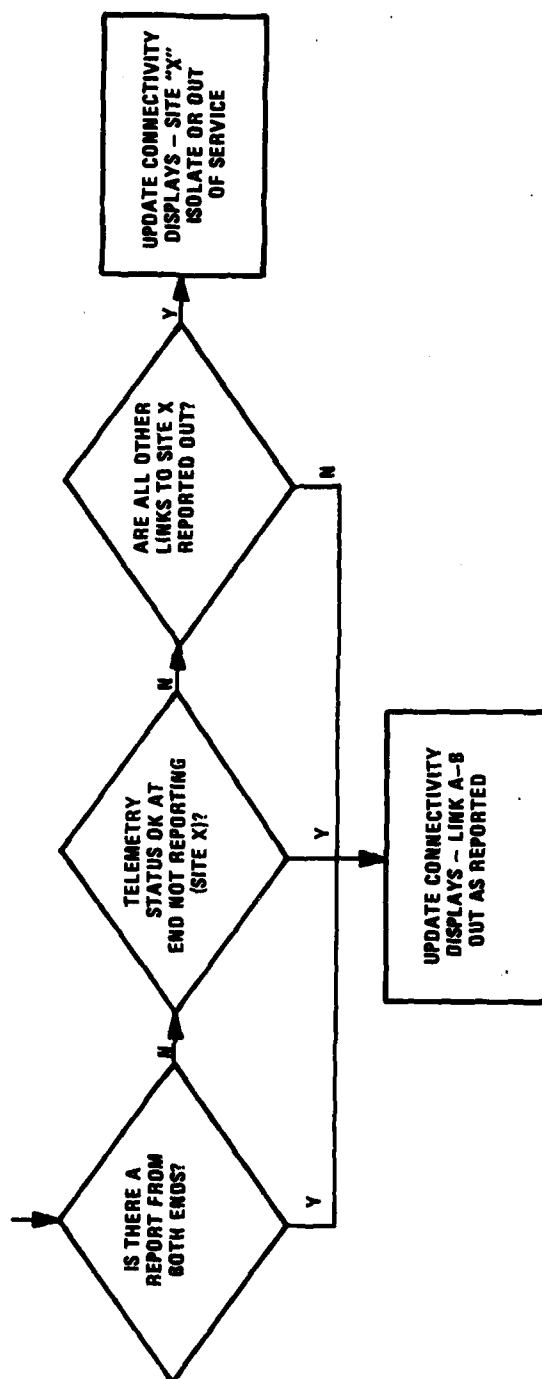 IS THERE A
REPORT FROM
BOTH ENDS?
N
Y
TELEMETRY
STATUS OK AT
END NOT REPORTING
(SITE X)?
N
Y
ARE ALL OTHER
LINKS TO SITE X
REPORTED OUT?
Y
N
UPDATE CONNECTIVITY
DISPLAYS – SITE "X"
ISOLATE OR OUT
OF SERVICE
UPDATE CONNECTIVITY
DISPLAYS – LINK A-B
OUT AS REPORTED